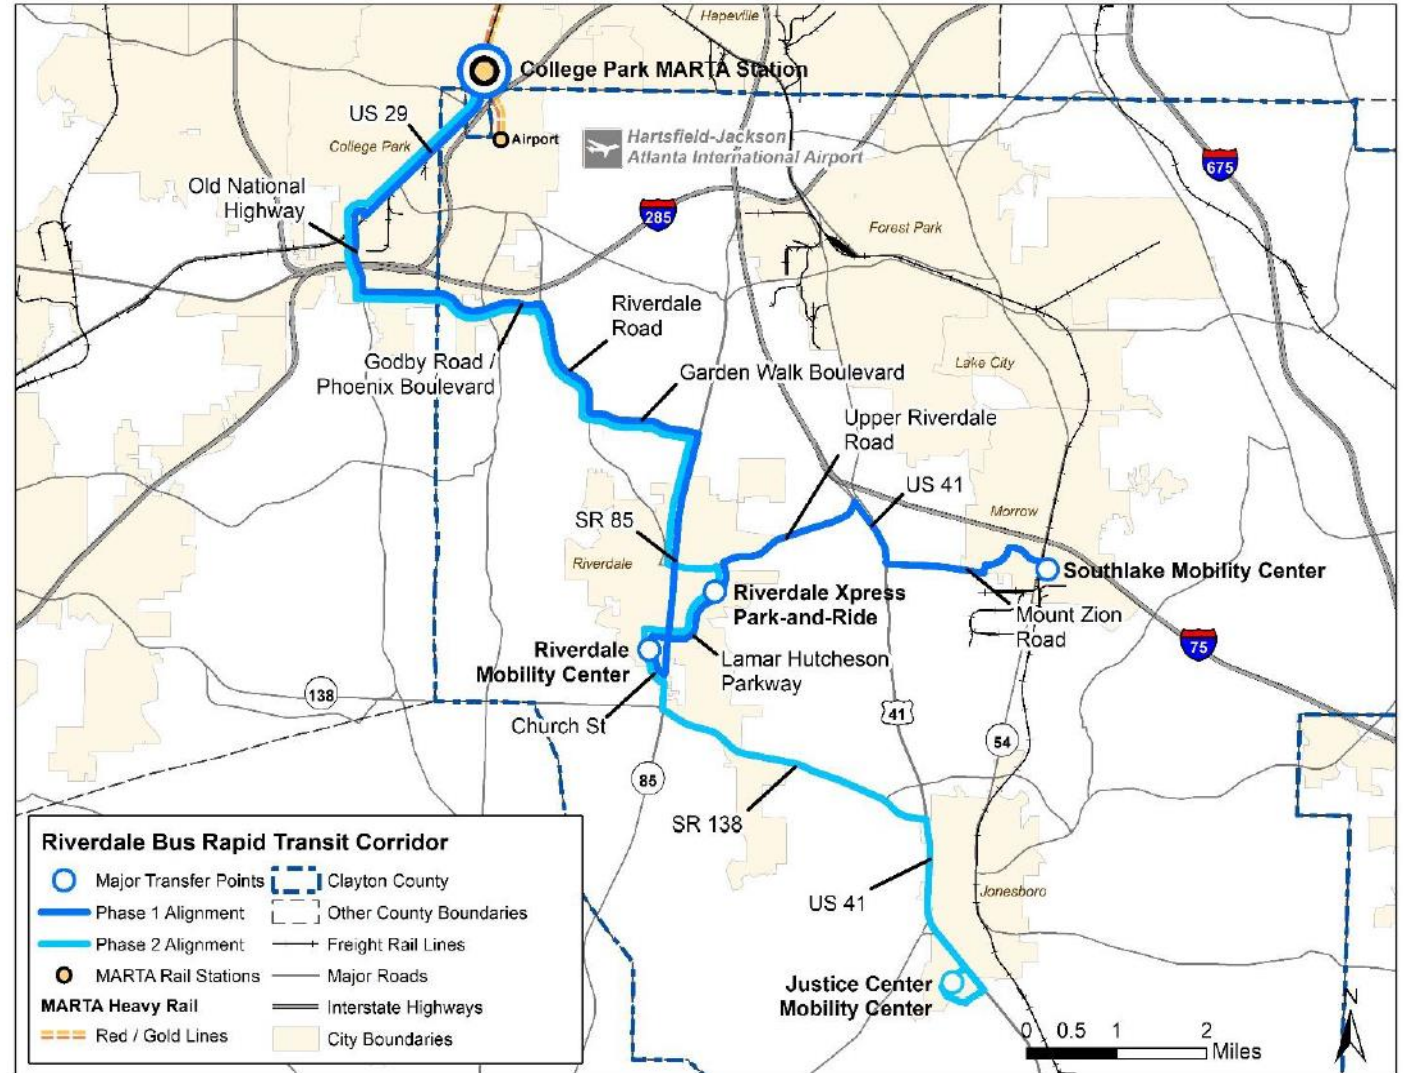 Hapeville
College Park MARTA Station
US 29
College Park
Airport
Hartsfield-Jackson
Atlanta International Airport
675
Old National
Highway
285
Forest Park
Riverdale
Road
Godby Road /
Phoenix Boulevard
Garden Walk Boulevard
Lake City
Upper Riverdale
Road
US 41
Morrow
SR 85
Riverdale
Southlake Mobility Center
Riverdale Xpress
Park-and-Ride
Mount Zion
Road
75
Riverdale
Mobility Center
Lamar Hutcheson
Parkway
138
Church St
41
54
85
SR 138
US 41
Jonesboro
Justice Center
Mobility Center
Riverdale Bus Rapid Transit Corridor
Major Transfer Points
Clayton County
Phase 1 Alignment
Other County Boundaries
Phase 2 Alignment
Freight Rail Lines
MARTA Rail Stations
Major Roads
MARTA Heavy Rail
Interstate Highways
Red / Gold Lines
City Boundaries
N
0 0.5 1 2
Miles